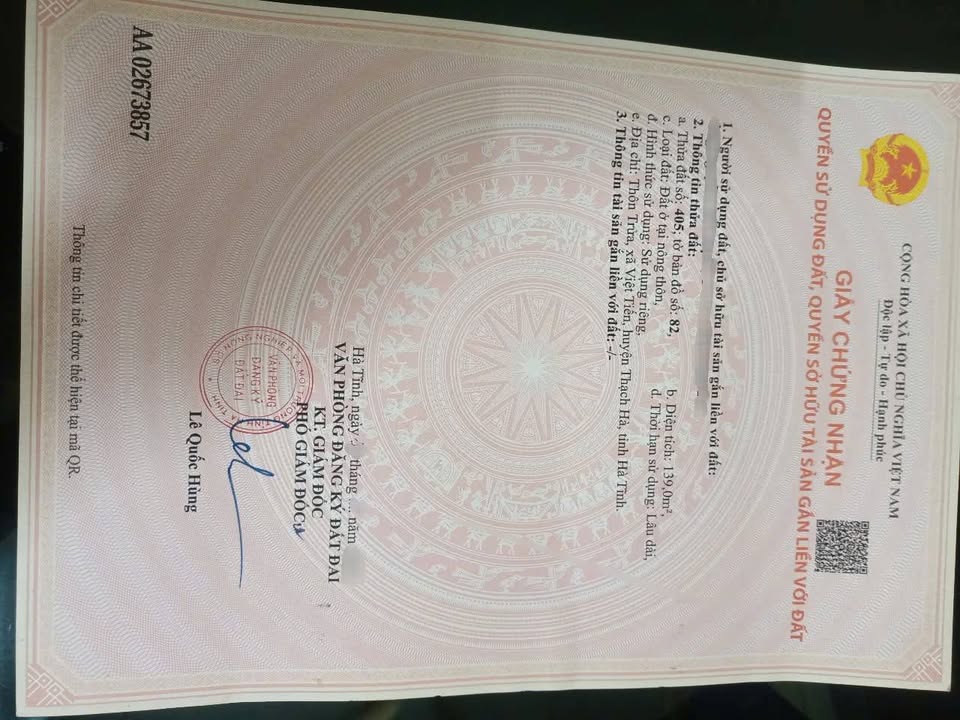 CỘNG HÒA XÃ HỘI CHỦ NGHĨA VIỆT NAM
Độc lập - Tự do - Hạnh phúc
GIẤY CHỨNG NHẬN
QUYỀN SỬ DỤNG ĐẤT, QUYỀN SỞ HỮU TÀI SẢN GẮN LIỀN VỚI ĐẤT
1. Người sử dụng đất, chủ sở hữu tài sản gắn liền với đất:
2. Thông tin thửa đất:
a. Thửa đất số: 405; tờ bản đồ số: 82, b. Diện tích: 139,0m²,
c. Loại đất: Đất ở tại nông thôn, d. Thời hạn sử dụng: Lâu dài,
đ. Hình thức sử dụng: Sử dụng riêng,
e. Địa chỉ: Thôn Trửa, xã Việt Tiến, huyện Thạch Hà, tỉnh Hà Tĩnh.
3. Thông tin tài sản gắn liền với đất: -/-
Hà Tĩnh, ngày tháng ... năm
VĂN PHÒNG ĐĂNG KÝ ĐẤT ĐAI
KT. GIÁM ĐỐC
PHÓ GIÁM ĐỐC
VĂN PHÒNG
ĐĂNG KÝ
ĐẤT ĐAI
Lê Quốc Hùng
AA 02673857
Thông tin chi tiết được thể hiện tại mã QR.